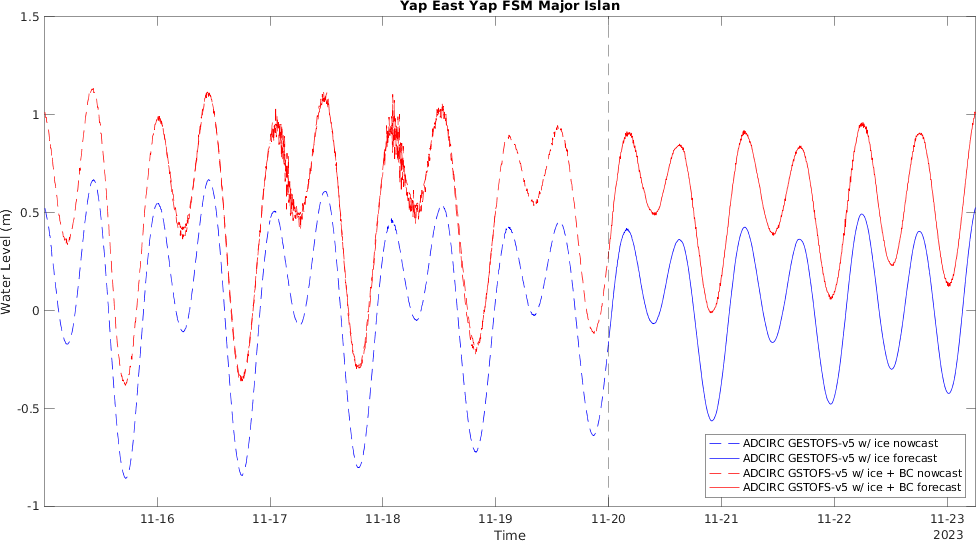 Yap East Yap FSM Major Islan
1.5
1
0.5
0
-0.5
-1
Water Level (m)
11-16
11-17
11-18
11-19
11-20
11-21
11-22
11-23
2023
Time
ADCIRC GESTOFS-v5 w/ ice nowcast
ADCIRC GESTOFS-v5 w/ ice forecast
ADCIRC GSTOFS-v5 w/ ice + BC nowcast
ADCIRC GSTOFS-v5 w/ ice + BC forecast